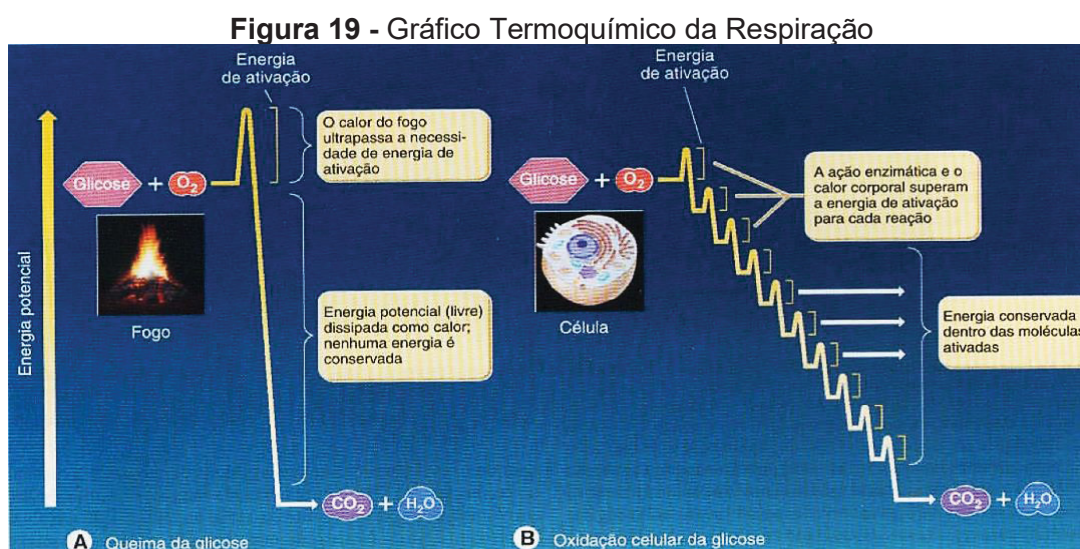 Figura 19 - Gráfico Termoquímico da Respiração
Energia
de ativação
O calor do fogo
ultrapassa a necessi-
dade de energia de
ativação
Energia potencial
Glicose + O₂
Fogo
Energia potencial (livre)
dissipada como calor;
nenhuma energia é
conservada
CO₂ + H₂O
A Queima da glicose
Energia
de ativação
Glicose + O₂
A ação enzimática e o
calor corporal superam
a energia de ativação
para cada reação
Célula
Energia conservada
dentro das moléculas
ativadas
CO₂ + H₂O
B Oxidação celular da glicose